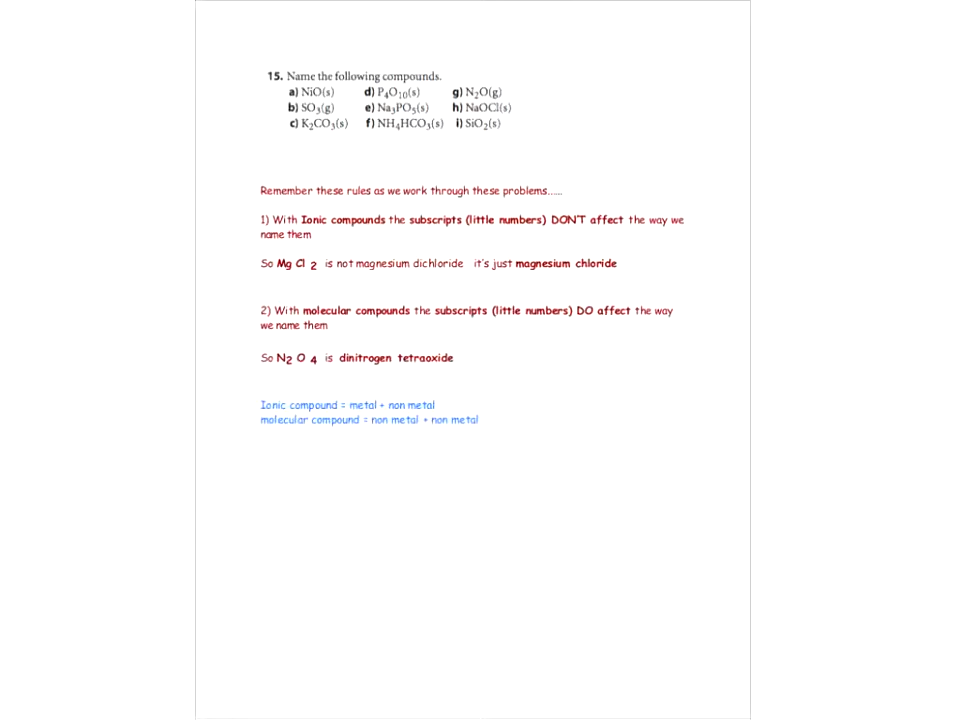 15. Name the following compounds.
a) NiO(s) d) P₄O₁₀(s) g) N₂O(g)
b) SO₃(g) e) Na₃PO₅(s) h) NaOCl(s)
c) K₂CO₃(s) f) NH₄HCO₃(s) i) SiO₂(s)
Remember these rules as we work through these problems......
1) With Ionic compounds the subscripts (little numbers) DON'T affect the way we
name them
So Mg Cl 2 is not magnesium dichloride it's just magnesium chloride
2) With molecular compounds the subscripts (little numbers) DO affect the way
we name them
So N2 O 4 is dinitrogen tetraoxide
Ionic compound = metal + non metal
molecular compound = non metal + non metal